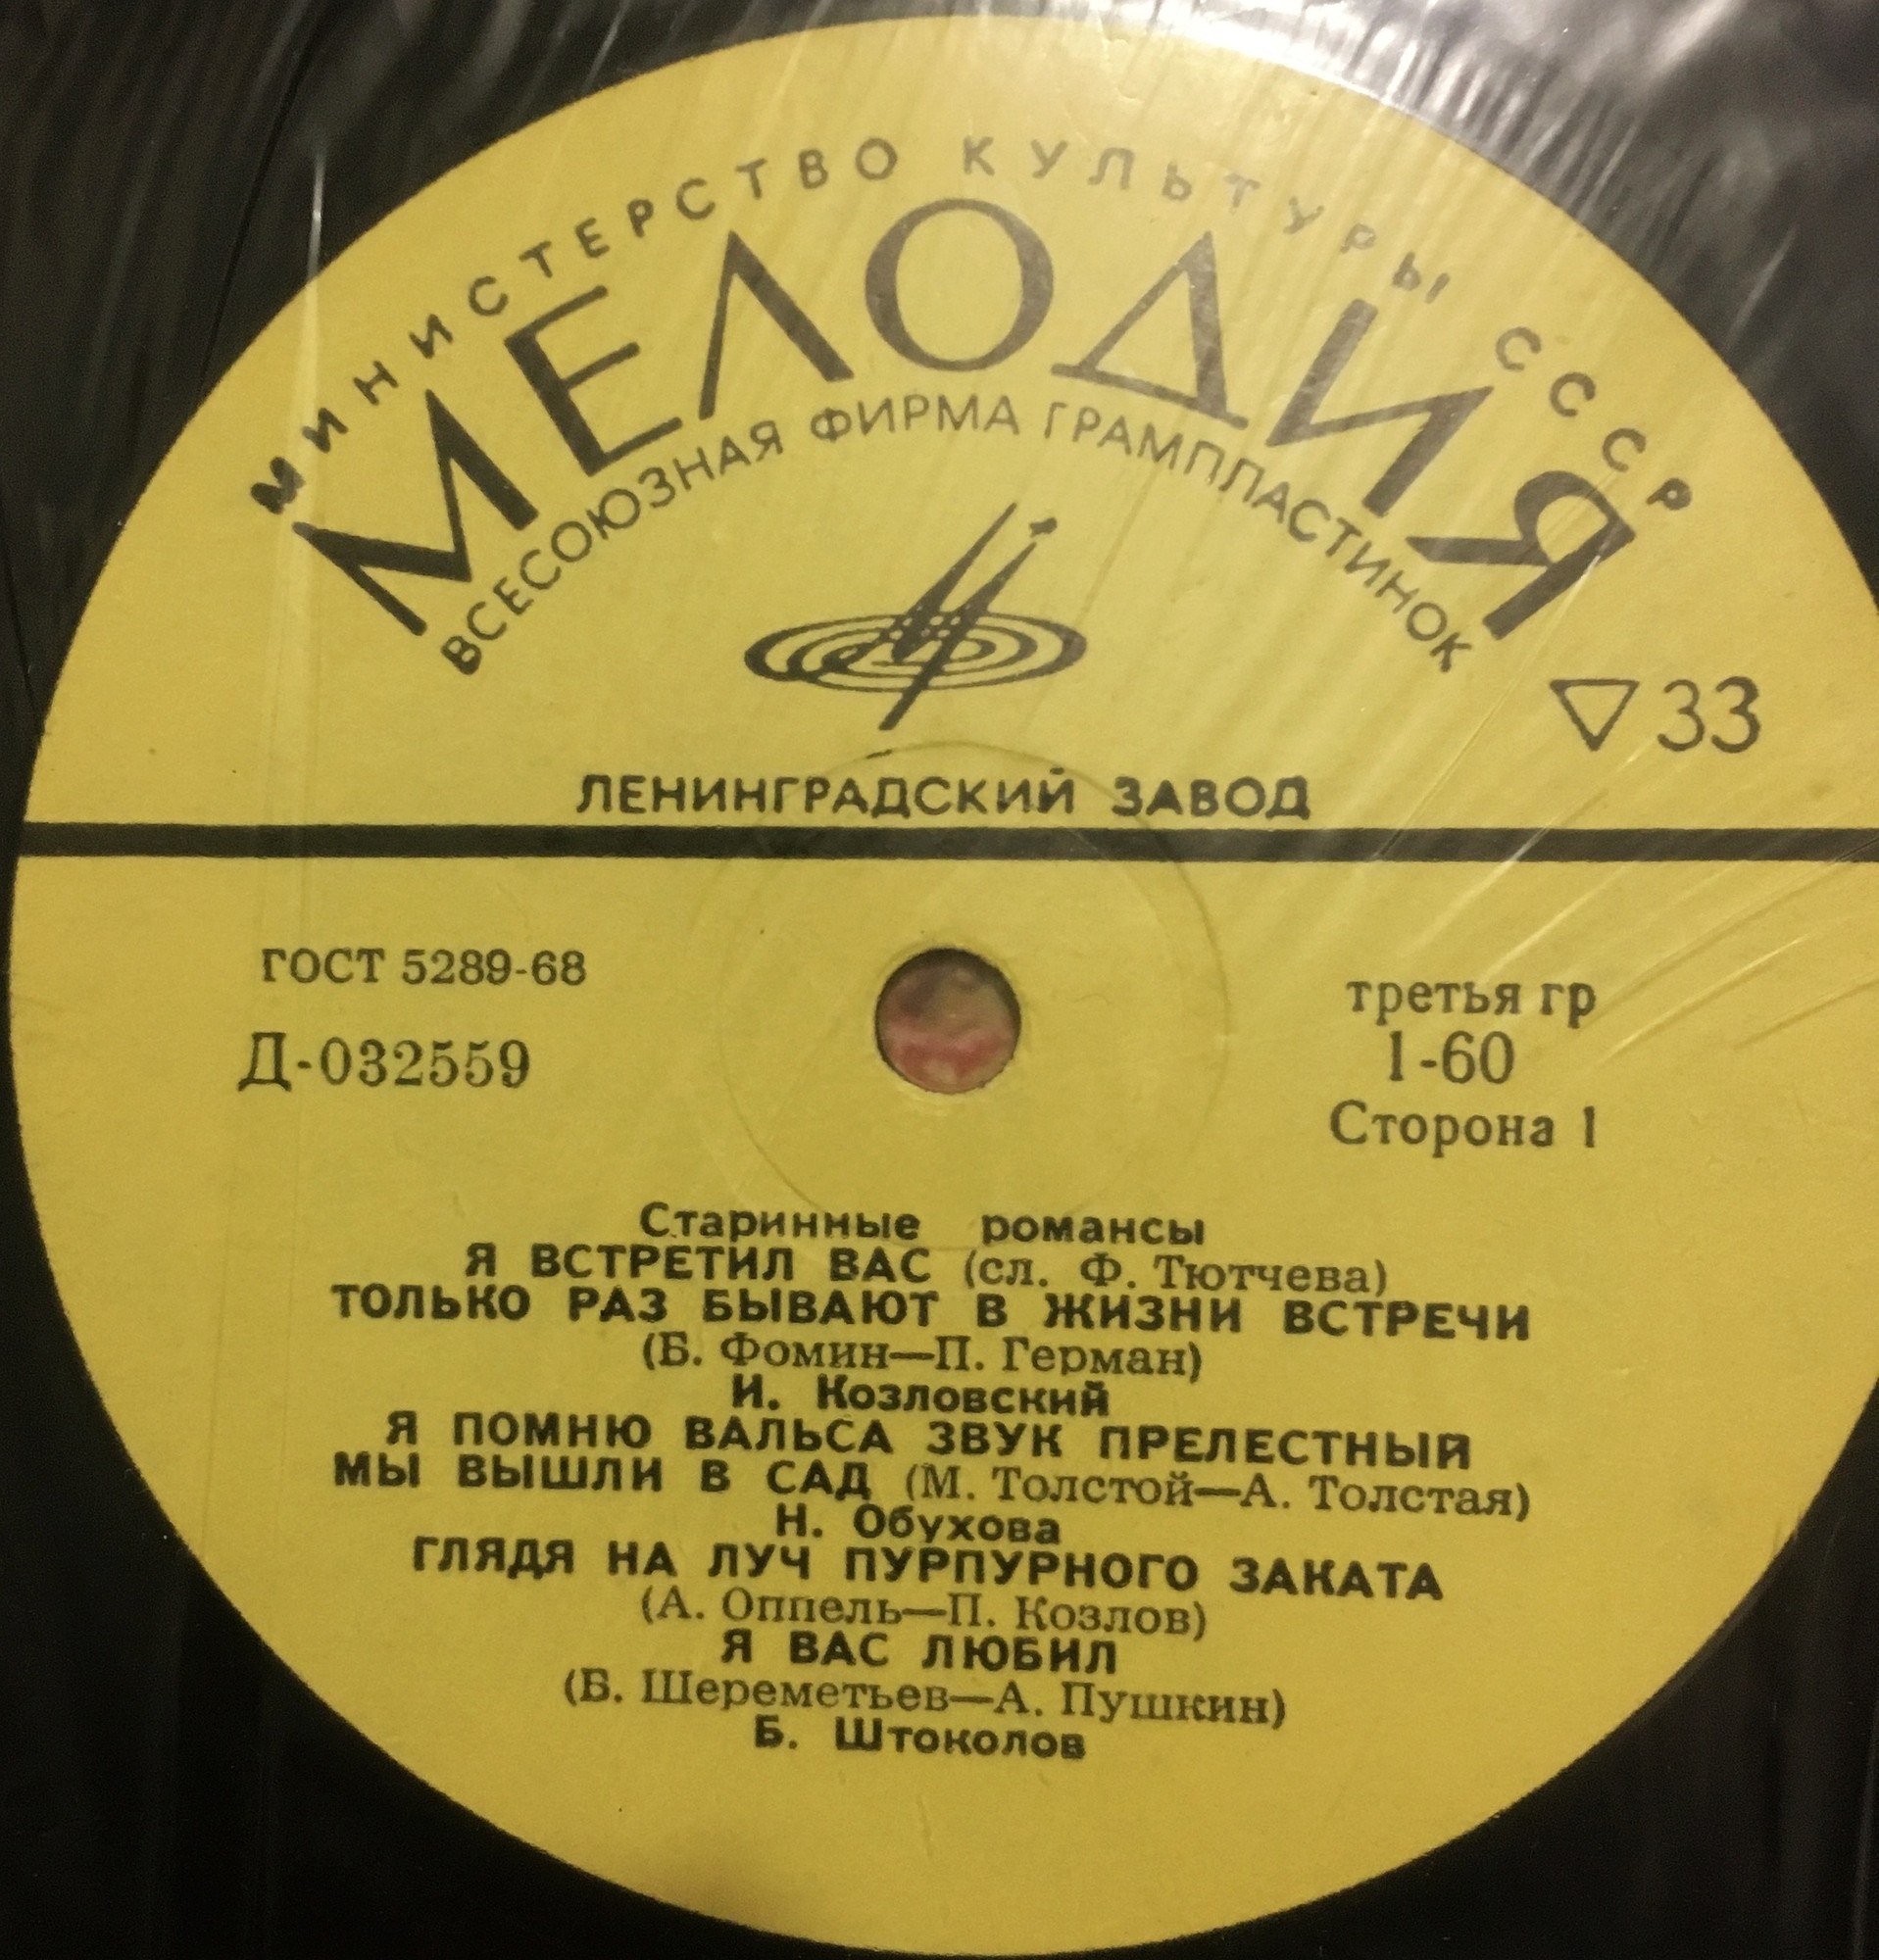 МИНИСТЕРСТВО КУЛЬТУРЫ СССР
МЕЛОДИЯ
ВСЕСОЮЗНАЯ ФИРМА ГРАМПЛАСТИНОК
33
ЛЕНИНГРАДСКИЙ ЗАВОД
ГОСТ 5289-68
Д-032559
третья гр
1-60
Сторона 1
Старинные романсы
Я ВСТРЕТИЛ ВАС (сл. Ф. Тютчева)
ТОЛЬКО РАЗ БЫВАЮТ В ЖИЗНИ ВСТРЕЧИ
(Б. Фомин—П. Герман)
И. Козловский
Я ПОМНЮ ВАЛЬСА ЗВУК ПРЕЛЕСТНЫЙ
МЫ ВЫШЛИ В САД (М. Толстой—А. Толстая)
Н. Обухова
ГЛЯДЯ НА ЛУЧ ПУРПУРНОГО ЗАКАТА
(А. Оппель—П. Козлов)
Я ВАС ЛЮБИЛ
(Б. Шереметьев—А. Пушкин)
Б. Штоколов